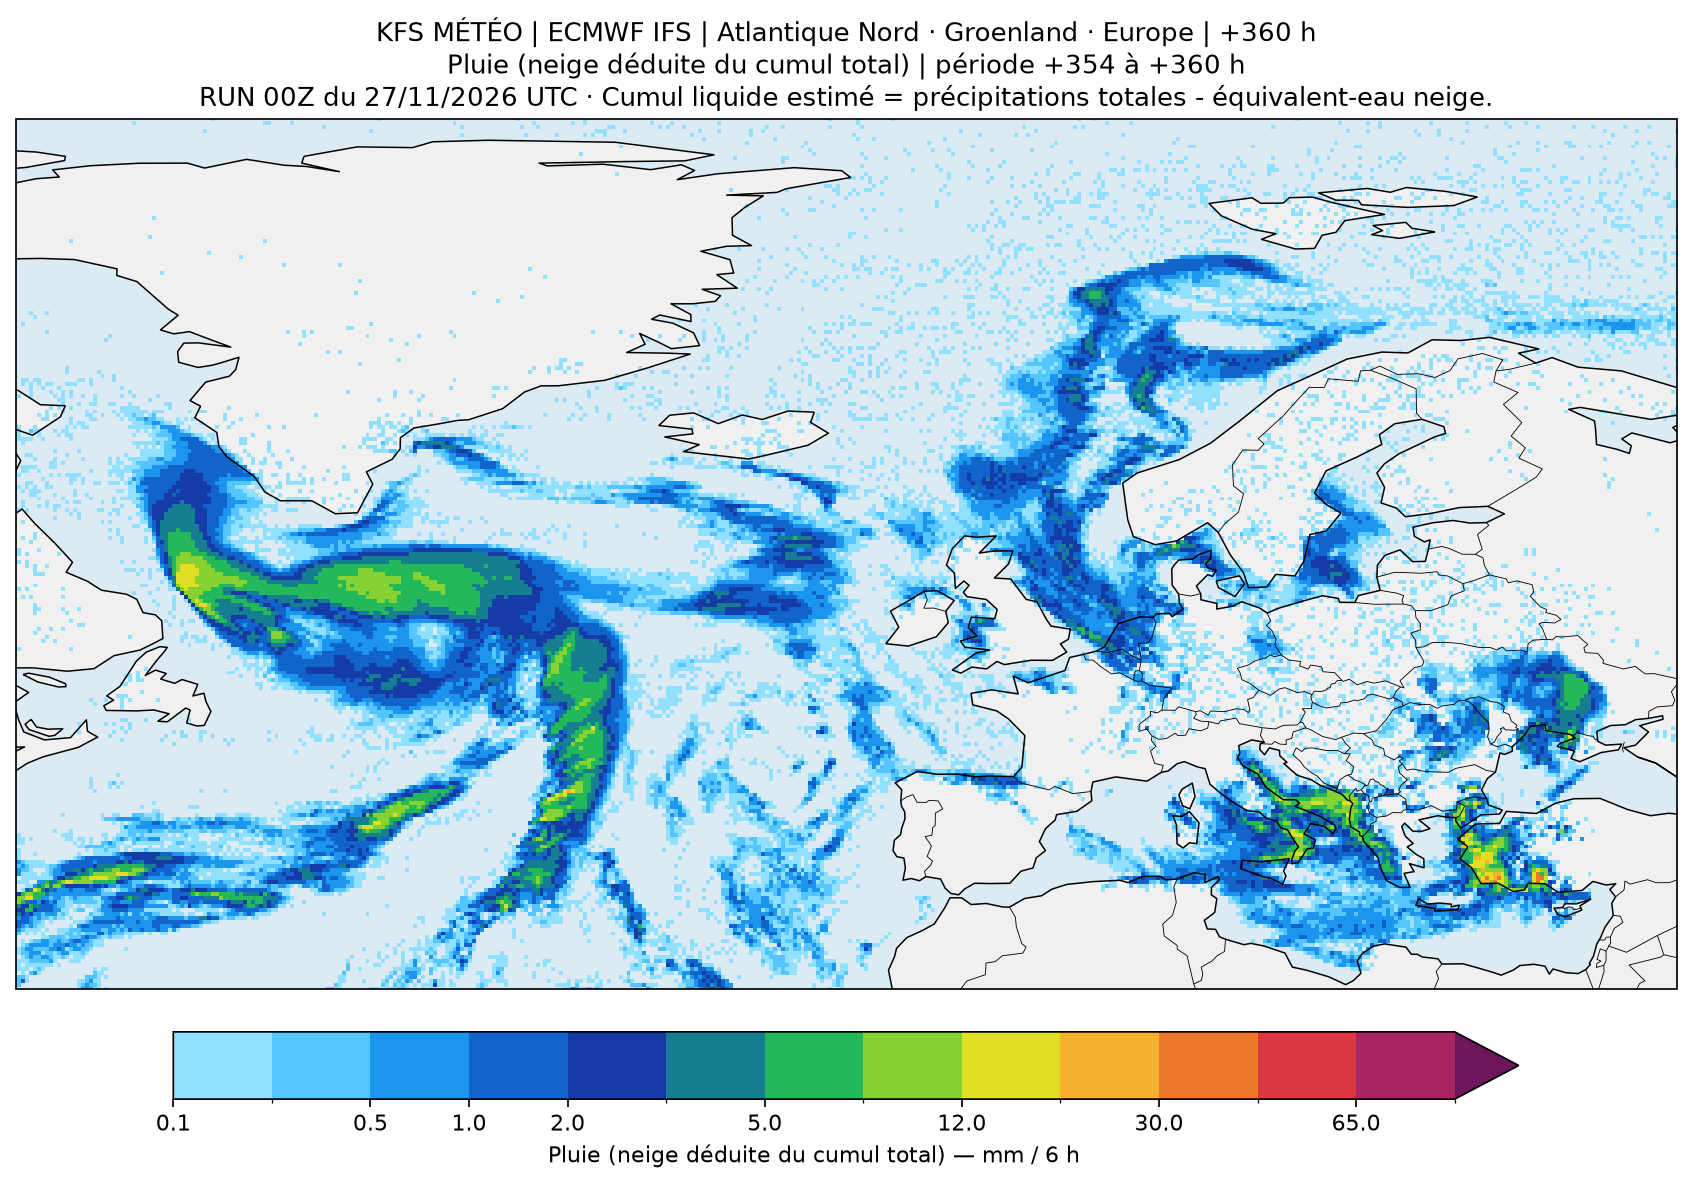 KFS MÉTÉO | ECMWF IFS | Atlantique Nord · Groenland · Europe | +360 h
Pluie (neige déduite du cumul total) | période +354 à +360 h
RUN 00Z du 27/11/2026 UTC · Cumul liquide estimé = précipitations totales - équivalent-eau neige.
0.1 0.5 1.0 2.0 5.0 12.0 30.0 65.0
Pluie (neige déduite du cumul total) — mm / 6 h